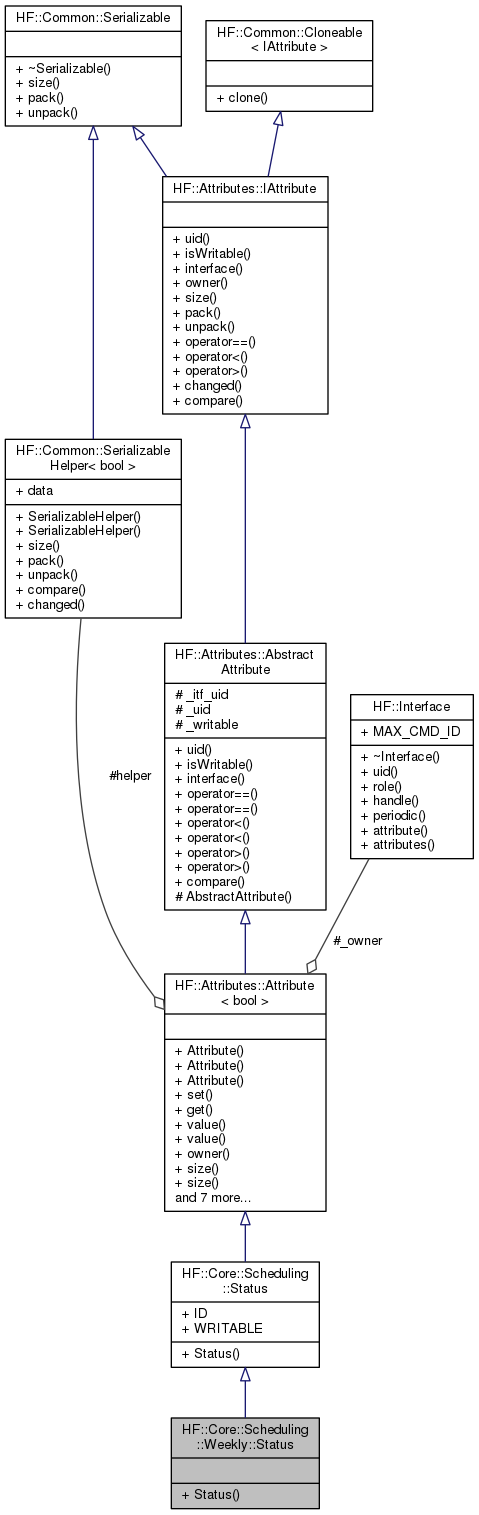 HF::Common::Serializable
+ ~Serializable()
+ size()
+ pack()
+ unpack()
HF::Common::Cloneable
< IAttribute >
+ clone()
HF::Attributes::IAttribute
+ uid()
+ isWritable()
+ interface()
+ owner()
+ size()
+ pack()
+ unpack()
+ operator==()
+ operator<()
+ operator>()
+ changed()
+ compare()
HF::Common::Serializable
Helper< bool >
+ data
+ SerializableHelper()
+ SerializableHelper()
+ size()
+ pack()
+ unpack()
+ compare()
+ changed()
HF::Attributes::Abstract
Attribute
# _itf_uid
# _uid
# _writable
+ uid()
+ isWritable()
+ interface()
+ operator==()
+ operator==()
+ operator<()
+ operator<()
+ operator>()
+ operator>()
+ compare()
# AbstractAttribute()
HF::Interface
+ MAX_CMD_ID
+ ~Interface()
+ uid()
+ role()
+ handle()
+ periodic()
+ attribute()
+ attributes()
#helper
#_owner
HF::Attributes::Attribute
< bool >
+ Attribute()
+ Attribute()
+ Attribute()
+ set()
+ get()
+ value()
+ value()
+ owner()
+ size()
+ size()
and 7 more...
HF::Core::Scheduling
::Status
+ ID
+ WRITABLE
+ Status()
HF::Core::Scheduling
::Weekly::Status
+ Status()